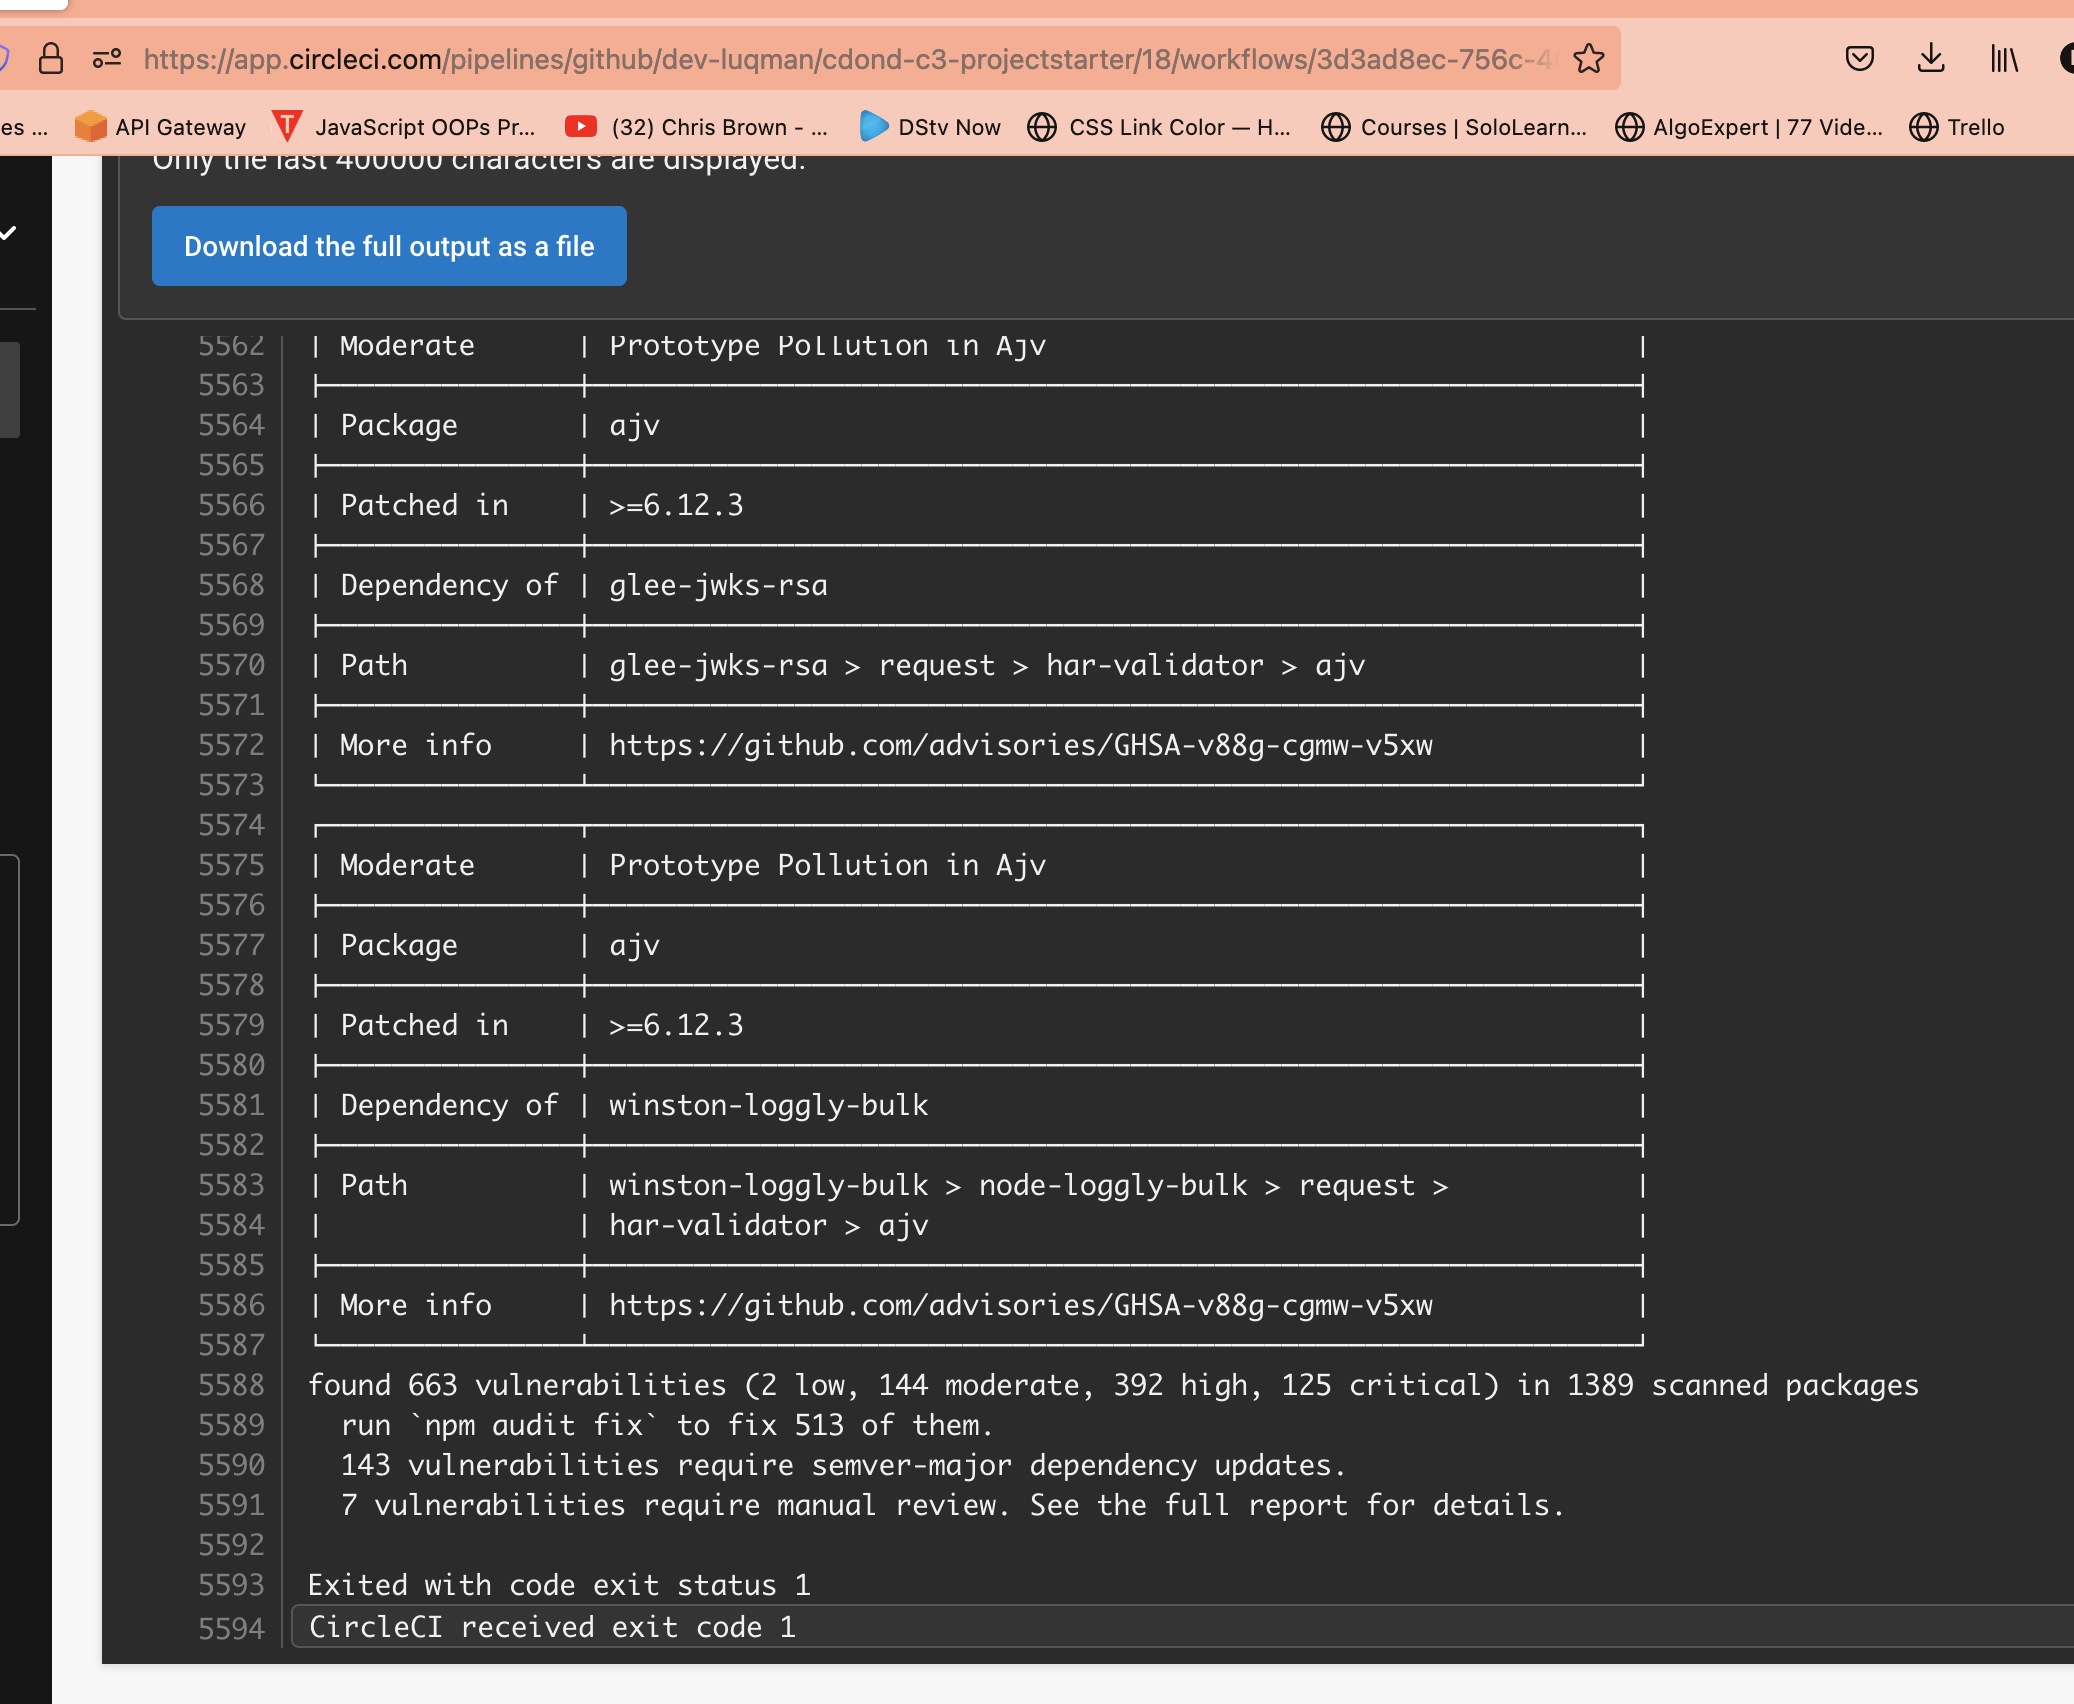 https://app.circleci.com/pipelines/github/dev-luqman/cdond-c3-projectstarter/18/workflows/3d3ad8ec-756c-4
es ... API Gateway JavaScript OOPs Pr... (32) Chris Brown - ... DStv Now CSS Link Color — H... Courses | SoloLearn... AlgoExpert | 77 Vide... Trello
Only the last 400000 characters are displayed.
Download the full output as a file
5562 | Moderate | Prototype Pollution in Ajv |
5563
5564 | Package | ajv |
5565
5566 | Patched in | >=6.12.3 |
5567
5568 | Dependency of | glee-jwks-rsa |
5569
5570 | Path | glee-jwks-rsa > request > har-validator > ajv |
5571
5572 | More info | https://github.com/advisories/GHSA-v88g-cgmw-v5xw |
5573
5574
5575 | Moderate | Prototype Pollution in Ajv |
5576
5577 | Package | ajv |
5578
5579 | Patched in | >=6.12.3 |
5580
5581 | Dependency of | winston-loggly-bulk |
5582
5583 | Path | winston-loggly-bulk > node-loggly-bulk > request > |
5584 | | har-validator > ajv |
5585
5586 | More info | https://github.com/advisories/GHSA-v88g-cgmw-v5xw |
5587
5588 found 663 vulnerabilities (2 low, 144 moderate, 392 high, 125 critical) in 1389 scanned packages
5589 run `npm audit fix` to fix 513 of them.
5590 143 vulnerabilities require semver-major dependency updates.
5591 7 vulnerabilities require manual review. See the full report for details.
5592
5593 Exited with code exit status 1
5594 CircleCI received exit code 1